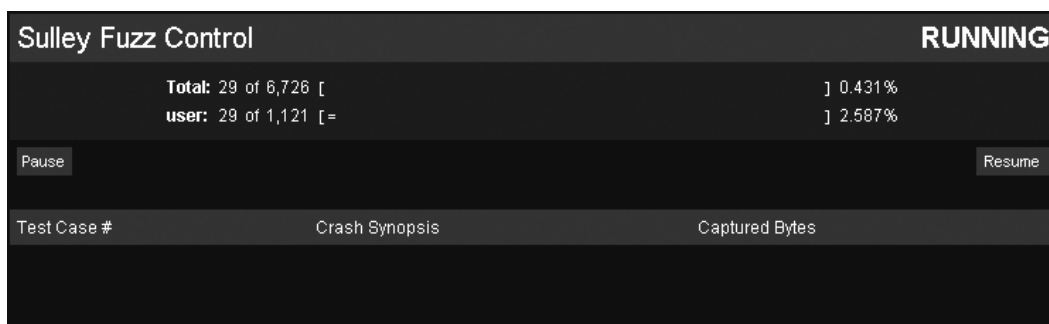 Sulley Fuzz Control RUNNING
Total: 29 of 6,726 [ ] 0.431%
user: 29 of 1,121 [= ] 2.587%
Pause Resume
Test Case # Crash Synopsis Captured Bytes